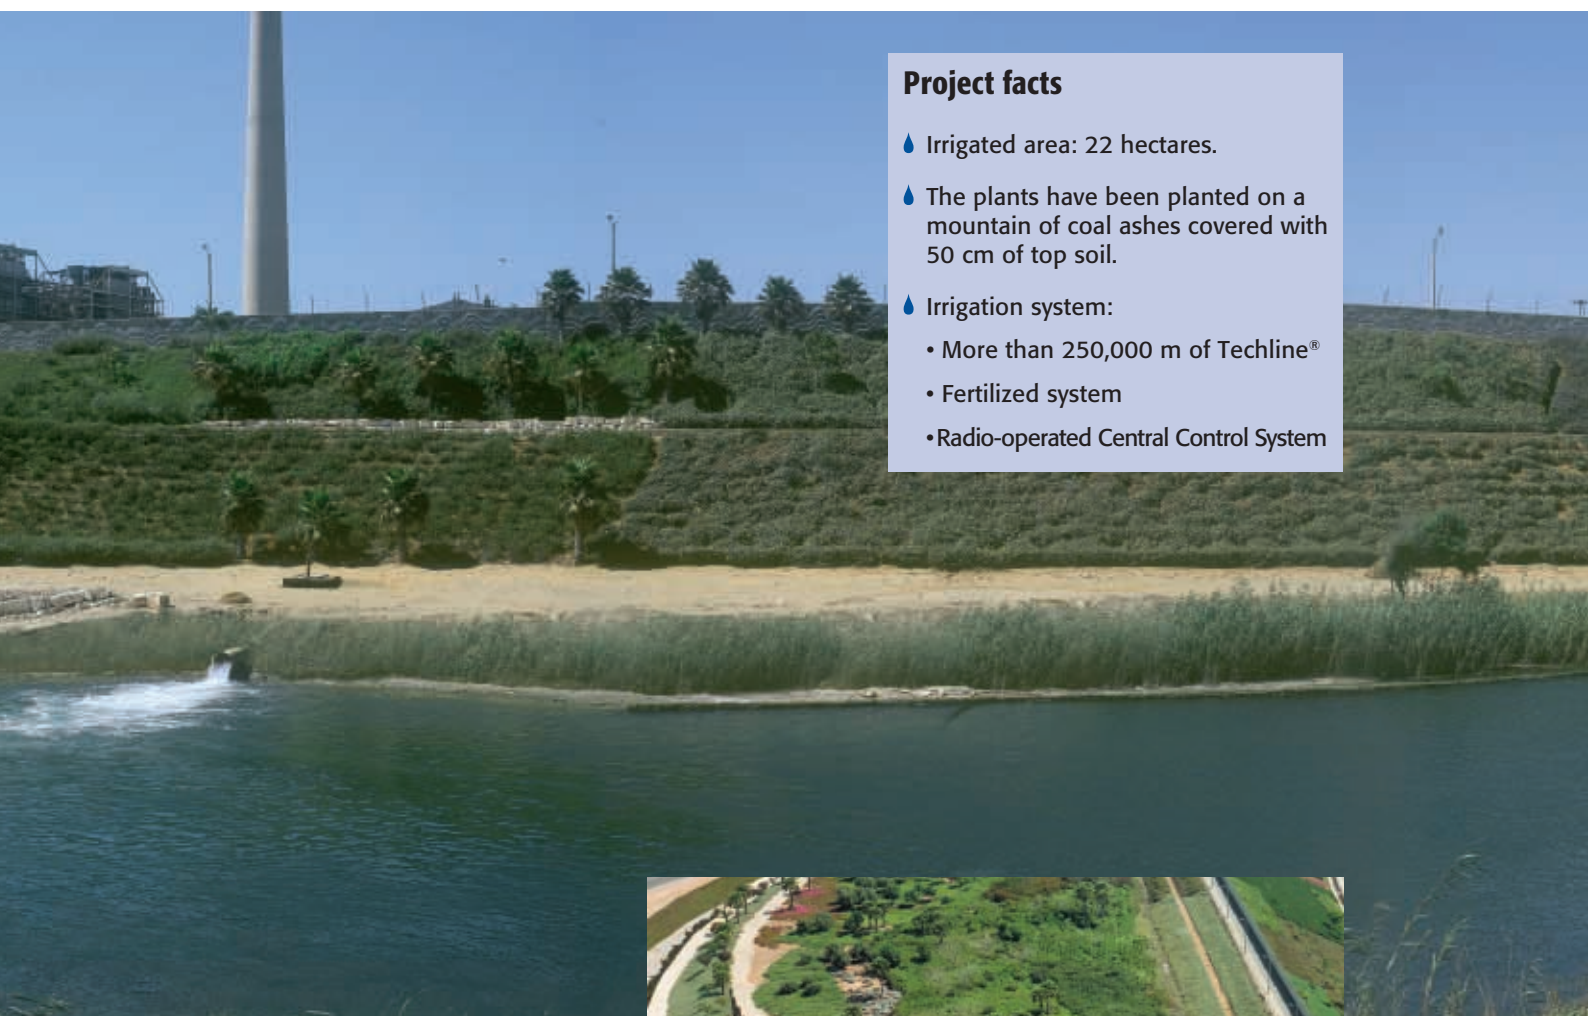 Project facts
Irrigated area: 22 hectares.
The plants have been planted on a
mountain of coal ashes covered with
50 cm of top soil.
Irrigation system:
• More than 250,000 m of Techline®
• Fertilized system
• Radio-operated Central Control System